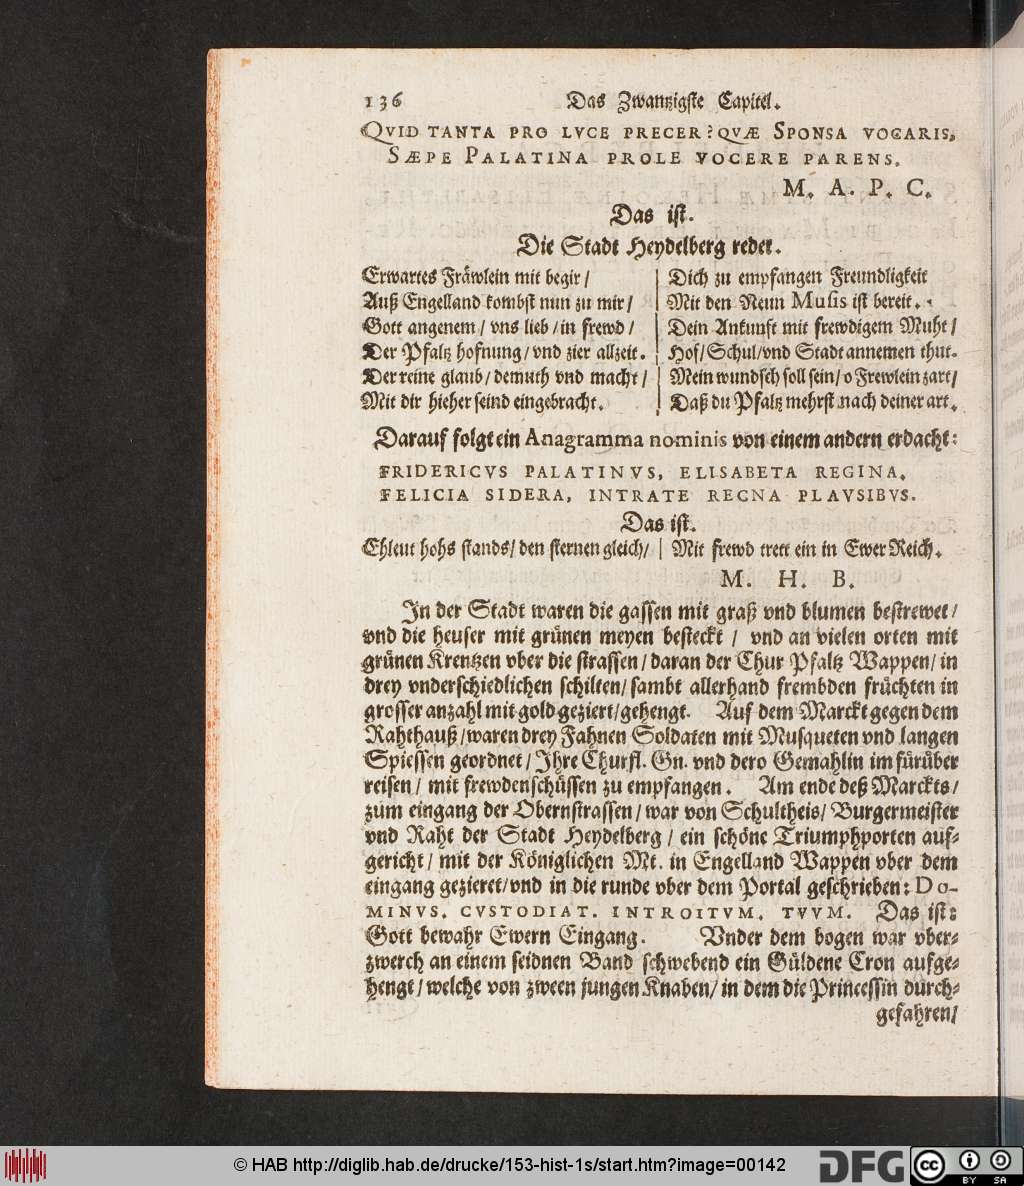 136 Das Zwantzigste Capitel.
QVID TANTA PRO LVCE PRECER? QVÆ SPONSA VOCARIS,
SÆPE PALATINA PROLE VOCERE PARENS.
M. A. P. C.
Das ist.
Die Stadt Heydelberg redet.
Erwartes Fräwlein mit begir /
Auß Engelland kombst nun zu mir /
Gott angenem / vns lieb / in frewd /
Der Pfaltz hofnung / vnd zier allzeit.
Der reine glaub / demuth vnd macht /
Mit dir hieher seind eingebracht.
Dich zu empfangen Freundligkeit
Mit den Neun Musis ist bereit.
Dein Ankunft mit frewdigem Muht /
Hof / Schul / vnd Stadt annemen thut.
Mein wundsch soll sein / o Frewlein zart /
Daß du Pfaltz mehrst nach deiner art.
Darauf folgt ein Anagramma nominis von einem andern erdacht:
FRIDERICVS PALATINVS, ELISABETA REGINA.
FELICIA SIDERA, INTRATE REGNA PLAVSIBVS.
Das ist.
Ehleut hohs stands / den sternen gleich / | Mit frewd trett ein in Ewer Reich.
M. H. B.
In der Stadt waren die gassen mit graß vnd blumen bestrewet /
vnd die heuser mit grünen meyen besteckt / vnd an vielen orten mit
grünen Krentzen vber die strassen / daran der Chur Pfaltz Wappen / in
drey vnderschiedlichen schilten / sambt allerhand frembden früchten in
grosser anzahl mit gold geziert / gehengt. Auf dem Marckt gegen dem
Rahthauß / waren drey Fahnen Soldaten mit Musqueten vnd langen
Spiessen geordnet / Ihre Churfl. Gn. vnd dero Gemahlin im fürüber
reisen / mit frewdenschüssen zu empfangen. Am ende deß Marckts /
zum eingang der Obernstrassen / war von Schultheis / Burgermeister
vnd Raht der Stadt Heydelberg / ein schöne Triumphporten auf-
gericht / mit der Königlichen Mt. in Engelland Wappen vber dem
eingang gezieret / vnd in die runde vber dem Portal geschrieben: DO-
MINVS. CVSTODIAT. INTROITVM. TVVM. Das ist:
Gott bewahr Ewern Eingang. Vnder dem bogen war vber-
zwerch an einem seidnen Band schwebend ein Güldene Cron aufge-
hengt / welche von zween jungen Knaben / in dem die Princessin durch-
gefahren /
© HAB http://diglib.hab.de/drucke/153-hist-1s/start.htm?image=00142
DFG
cc
BY SA